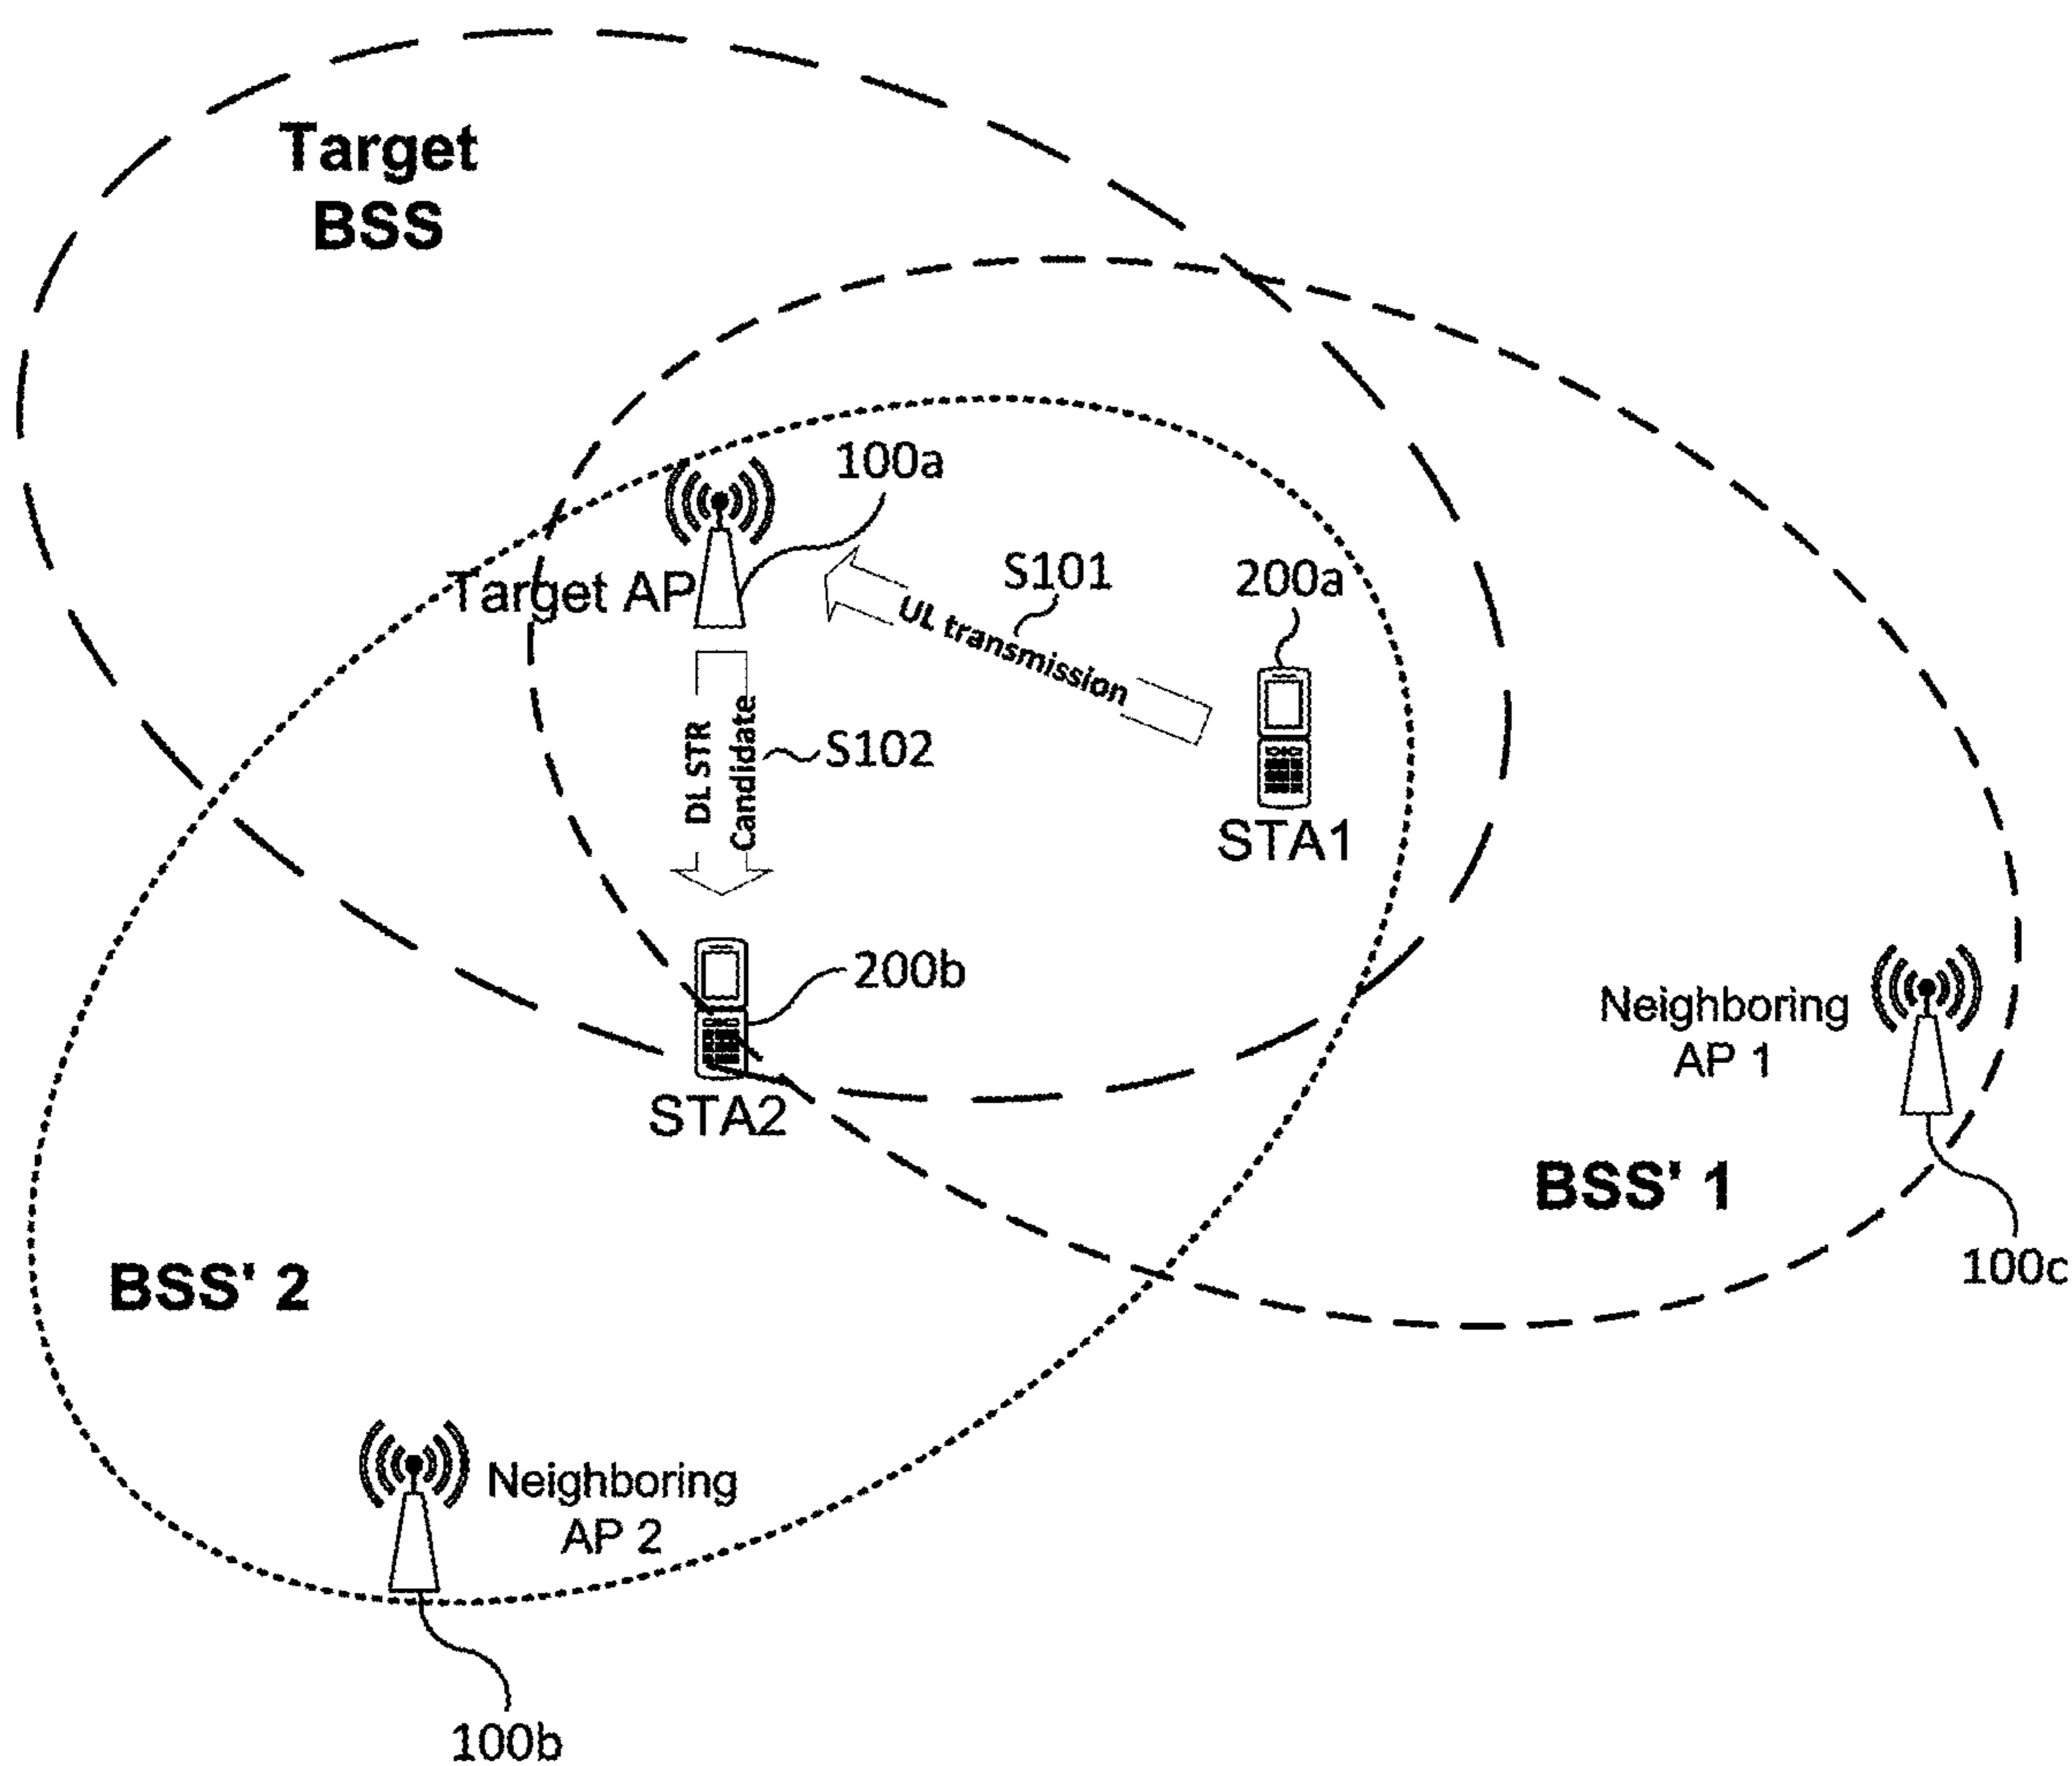 Target
BSS
100a
S101
200a
Target AP
UL transmission
DL STR
Candidate
S102
STA1
200b
Neighboring
AP 1
STA2
BSS' 1
100c
BSS' 2
Neighboring
AP 2
100b